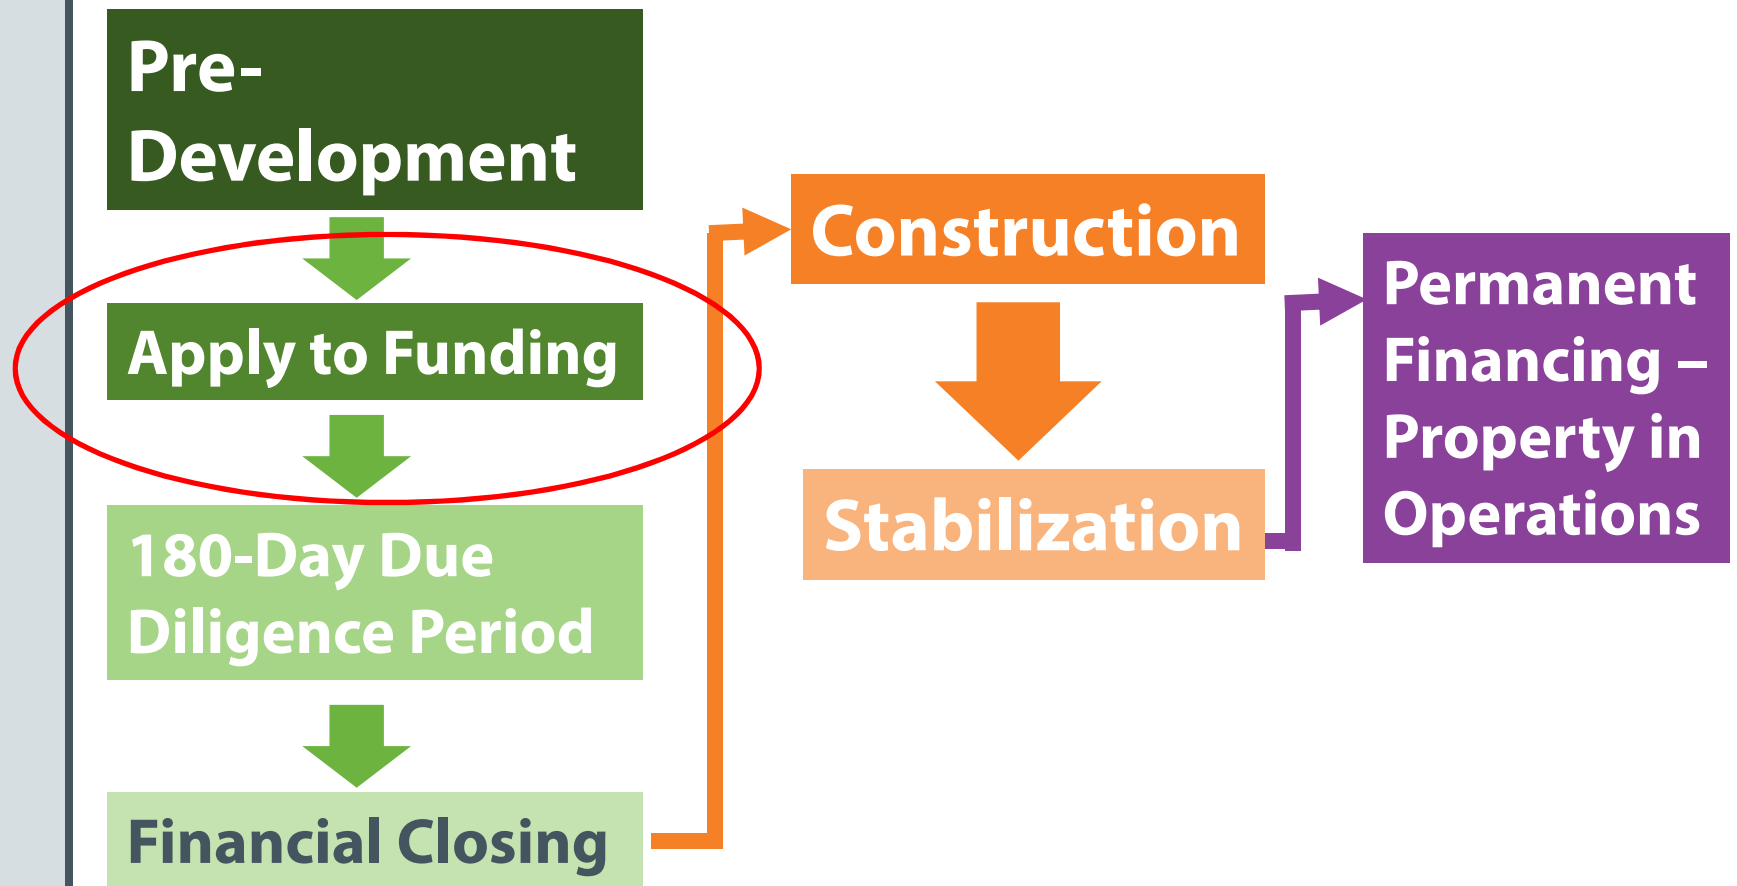 Pre-
Development
Apply to Funding
180-Day Due
Diligence Period
Financial Closing
Construction
Stabilization
Permanent
Financing –
Property in
Operations